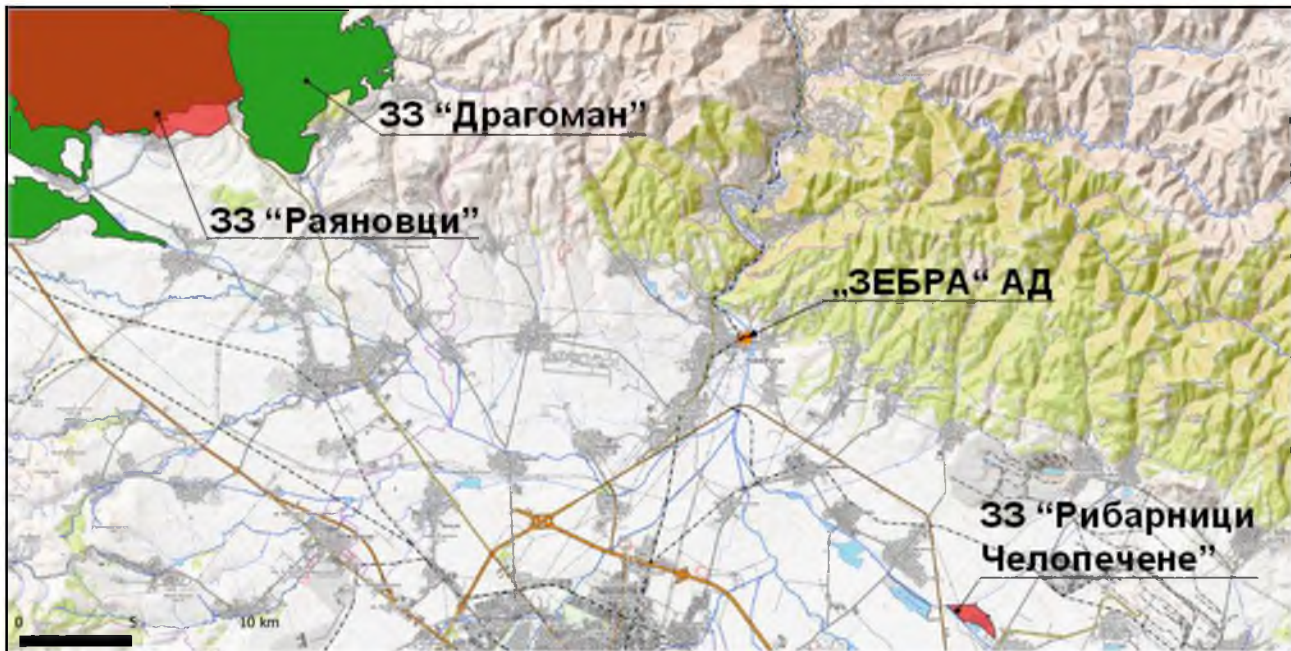 ЗЗ “Драгоман”
ЗЗ “Раяновци”
„ЗЕБРА“ АД
ЗЗ “Рибарници
Челопечене”
0 5 10 km